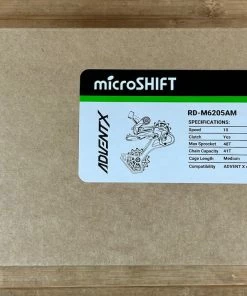 microSHIFT
ADVENTX
RD-M6205AM
SPECIFICATIONS:
Speed 10
Clutch Yes
Max Sprocket 48T
Chain Capacity 41T
Cage Length Medium
Compatibility ADVENT X